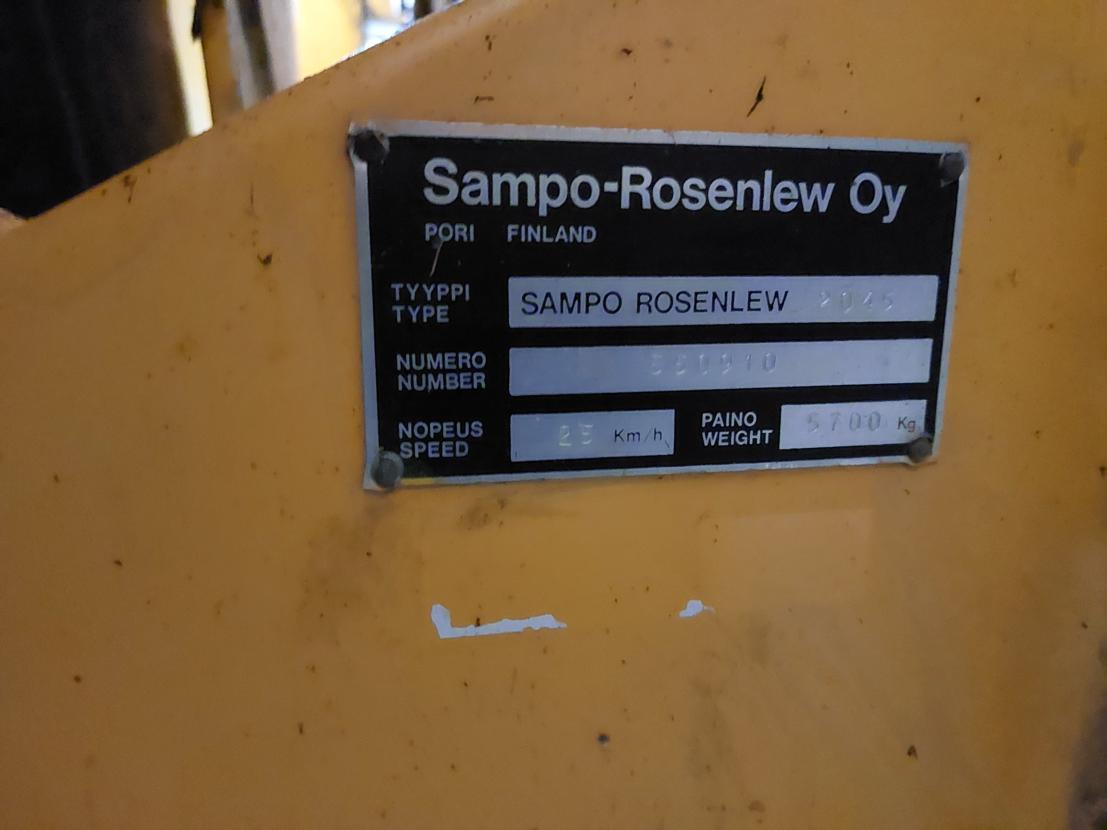 Sampo-Rosenlew Oy
PORI FINLAND
TYYPPI
TYPE
SAMPO ROSENLEW 2045
NUMERO
NUMBER
NOPEUS
SPEED
25 Km/h
PAINO
WEIGHT
5700 Kg